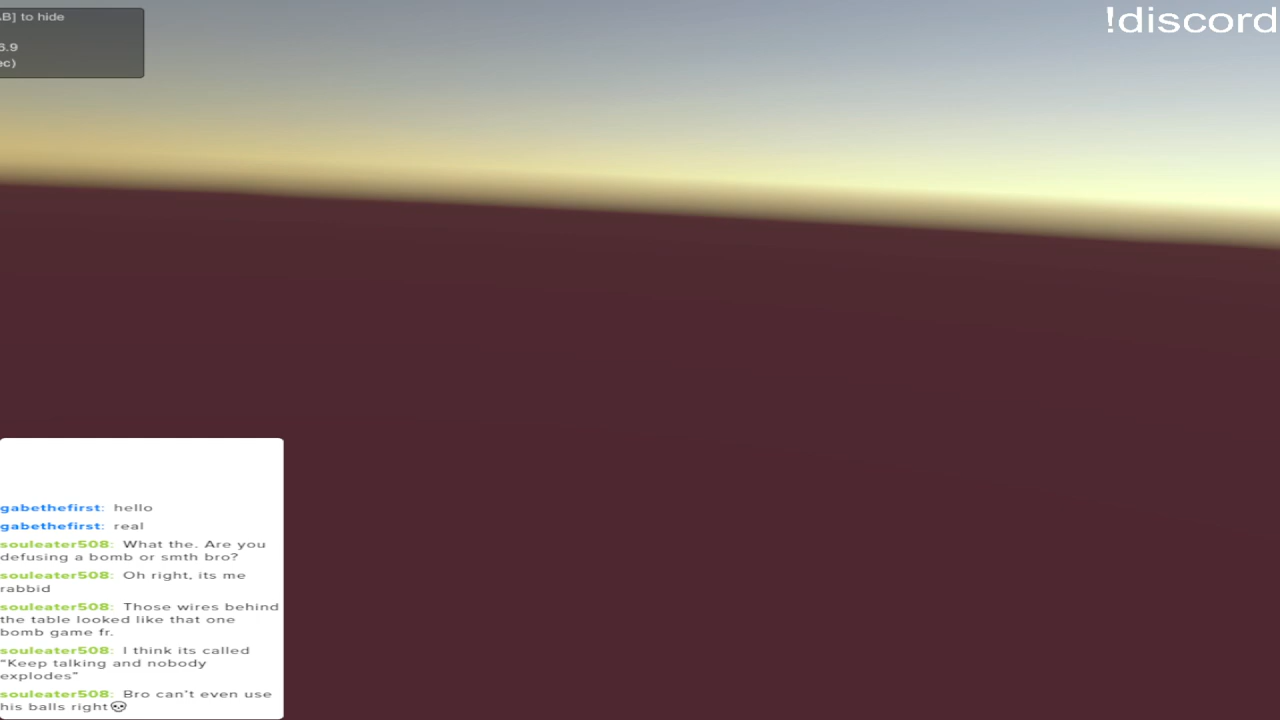 B] to hide
6.9
ec)
!discord
gabethefirst: hello
gabethefirst: real
souleater508: What the. Are you
defusing a bomb or smth bro?
souleater508: Oh right, its me
rabbid
souleater508: Those wires behind
the table looked like that one
bomb game fr.
souleater508: I think its called
"Keep talking and nobody
explodes"
souleater508: Bro can't even use
his balls right💀